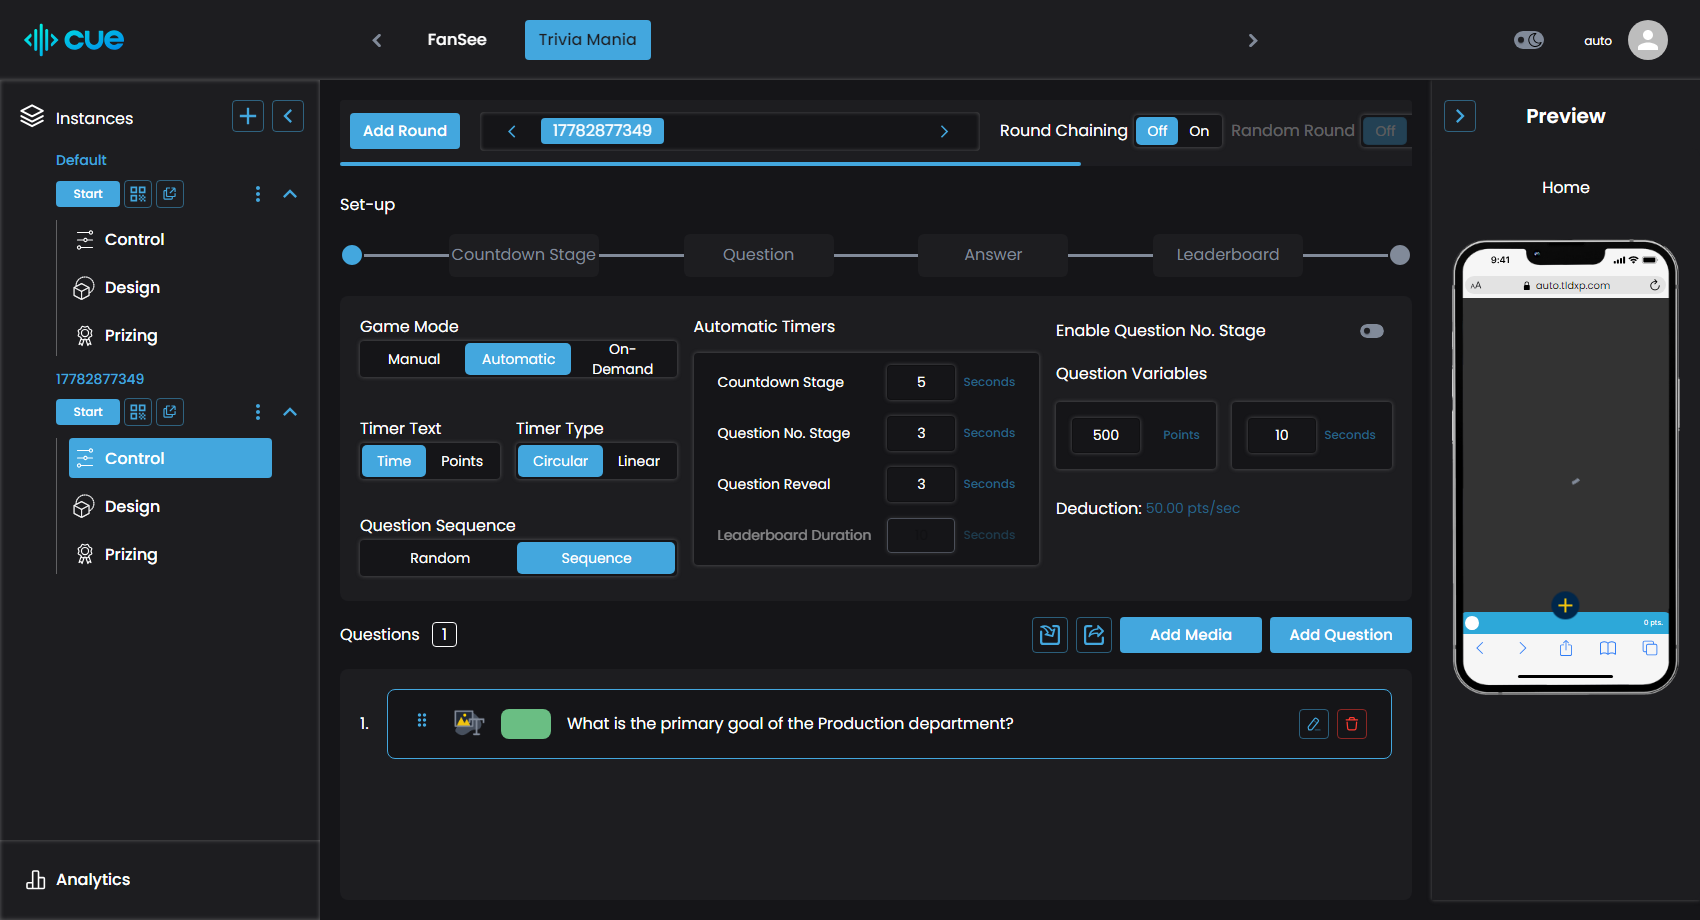 cue
FanSee
Trivia Mania
auto
Instances
Default
Start
Control
Design
Prizing
17782877349
Start
Control
Design
Prizing
Analytics
Add Round
17782877349
Round Chaining
Off
On
Random Round
Off
Set-up
Countdown Stage
Question
Answer
Leaderboard
Game Mode
Manual
Automatic
On-
Demand
Timer Text
Time
Points
Timer Type
Circular
Linear
Question Sequence
Random
Sequence
Automatic Timers
Countdown Stage
5
Seconds
Question No. Stage
3
Seconds
Question Reveal
3
Seconds
Leaderboard Duration
Seconds
Enable Question No. Stage
Question Variables
500
Points
10
Seconds
Deduction: 50.00 pts/sec
Questions
1
Add Media
Add Question
1.
What is the primary goal of the Production department?
Preview
Home
9:41
AA
auto.tldxp.com
0 pts.